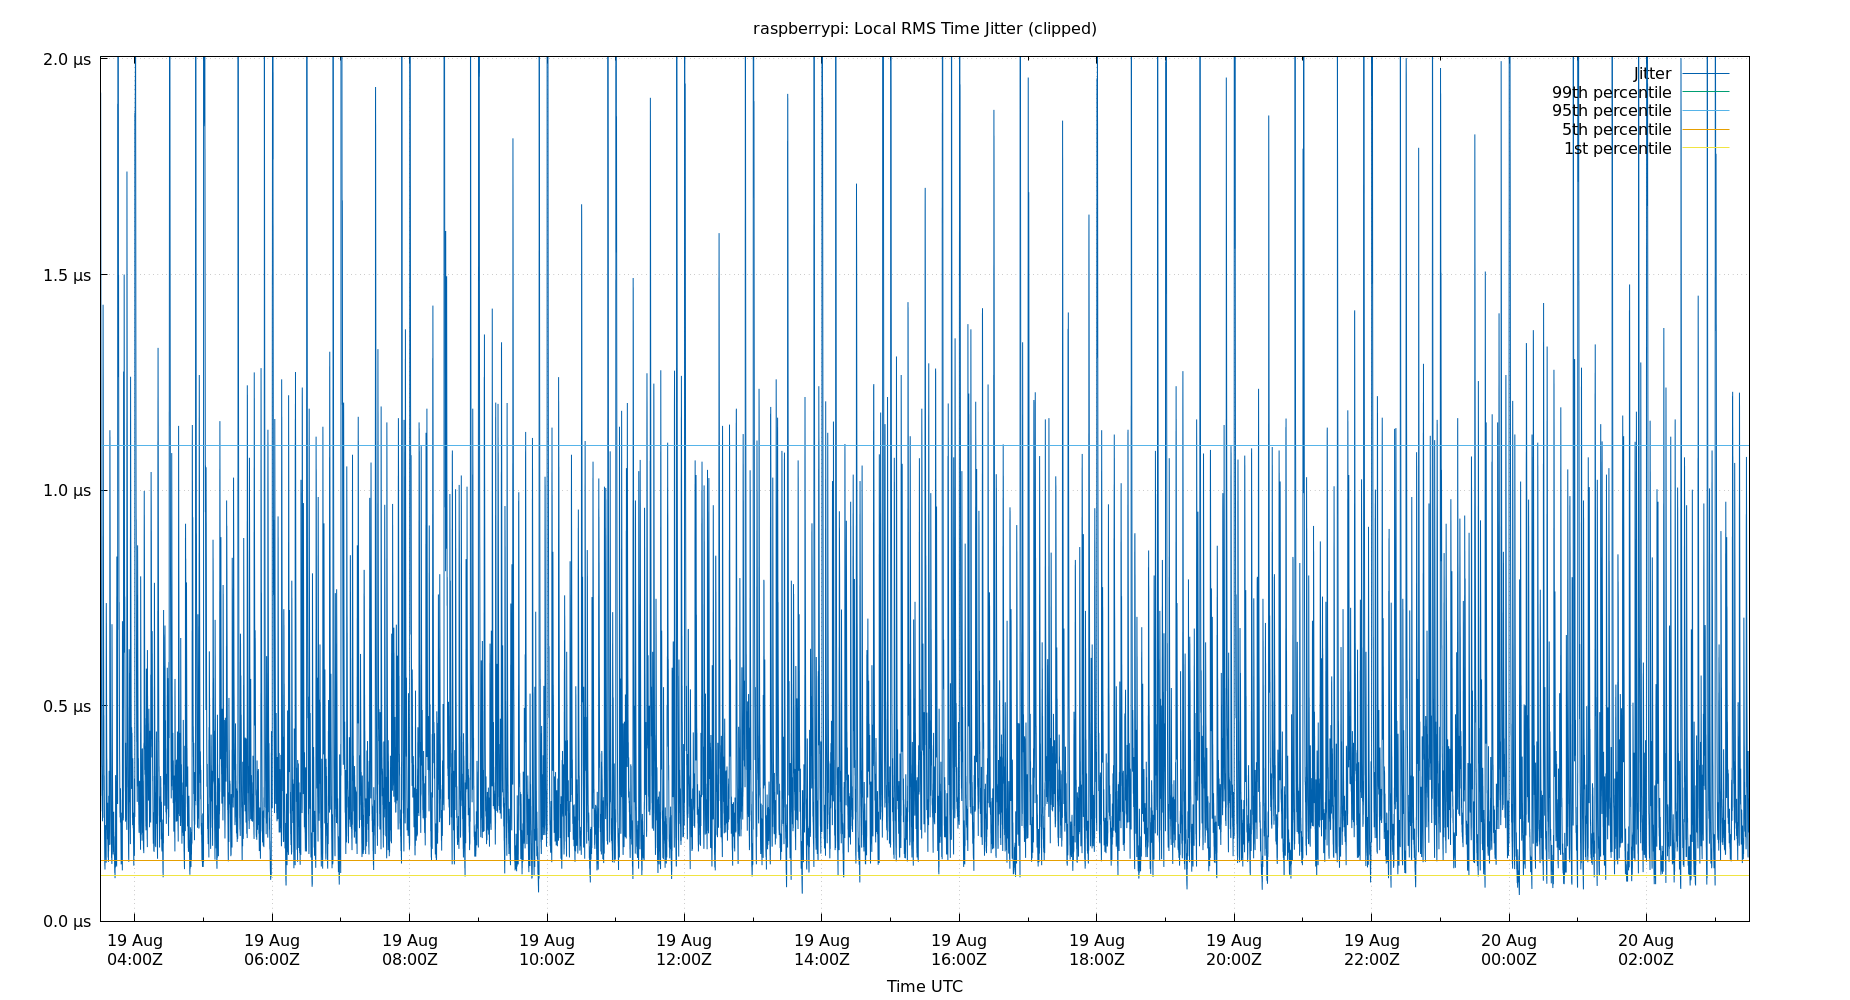 raspberrypi: Local RMS Time Jitter (clipped)
2.0 µs
1.5 µs
1.0 µs
0.5 µs
0.0 µs
Jitter
99th percentile
95th percentile
5th percentile
1st percentile
19 Aug 19 Aug 19 Aug 19 Aug 19 Aug 19 Aug 19 Aug 19 Aug 19 Aug 19 Aug 20 Aug 20 Aug
04:00Z 06:00Z 08:00Z 10:00Z 12:00Z 14:00Z 16:00Z 18:00Z 20:00Z 22:00Z 00:00Z 02:00Z
Time UTC